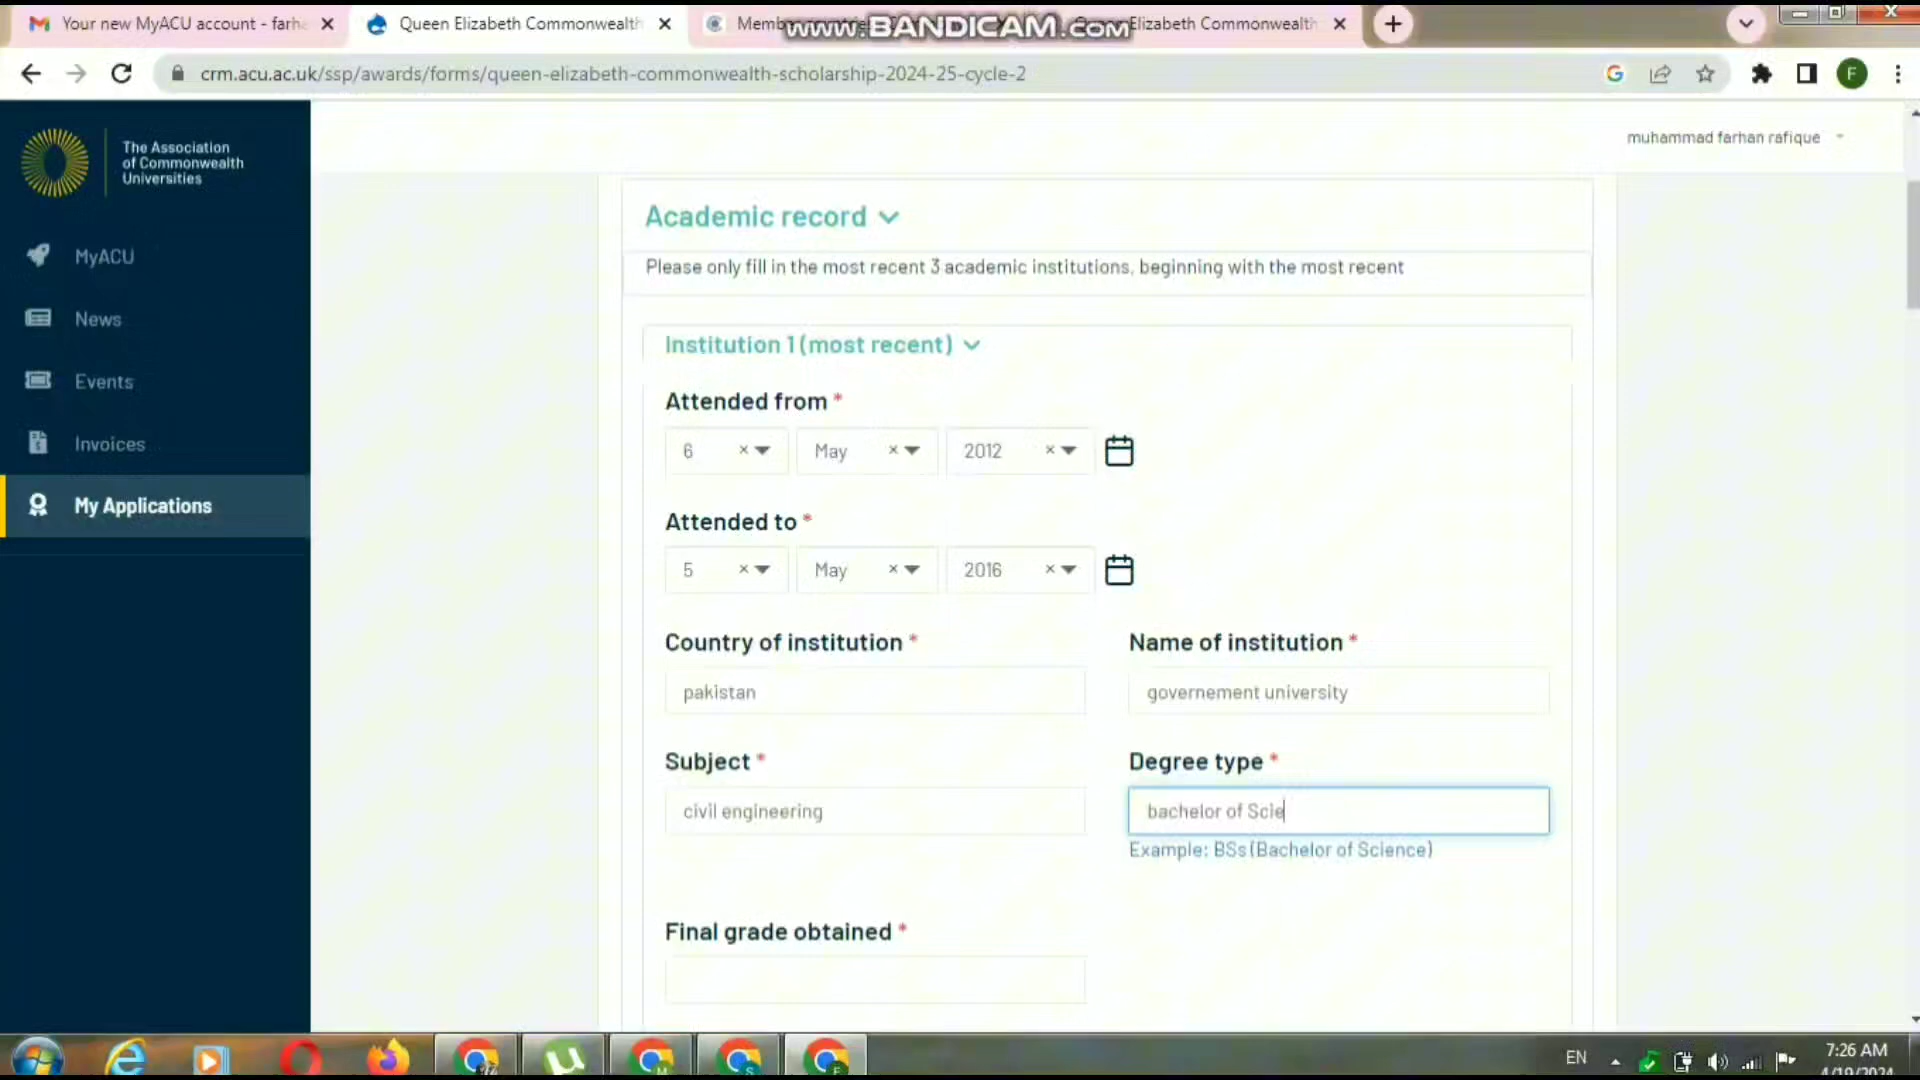 Your new MyACU account - farha
Queen Elizabeth Commonwealth
Elizabeth Commonwealth
www.BANDICAM.com
crm.acu.ac.uk/ssp/awards/forms/queen-elizabeth-commonwealth-scholarship-2024-25-cycle-2
F
The Association
of Commonwealth
Universities
muhammad farhan rafique
MyACU
News
Events
Invoices
My Applications
Academic record
Please only fill in the most recent 3 academic institutions, beginning with the most recent
Institution 1 (most recent)
Attended from *
6 May 2012
Attended to *
5 May 2016
Country of institution * Name of institution *
pakistan governement university
Subject * Degree type *
civil engineering bachelor of Scie
Example: BSs (Bachelor of Science)
Final grade obtained *
EN
7:26 AM
4/19/2024